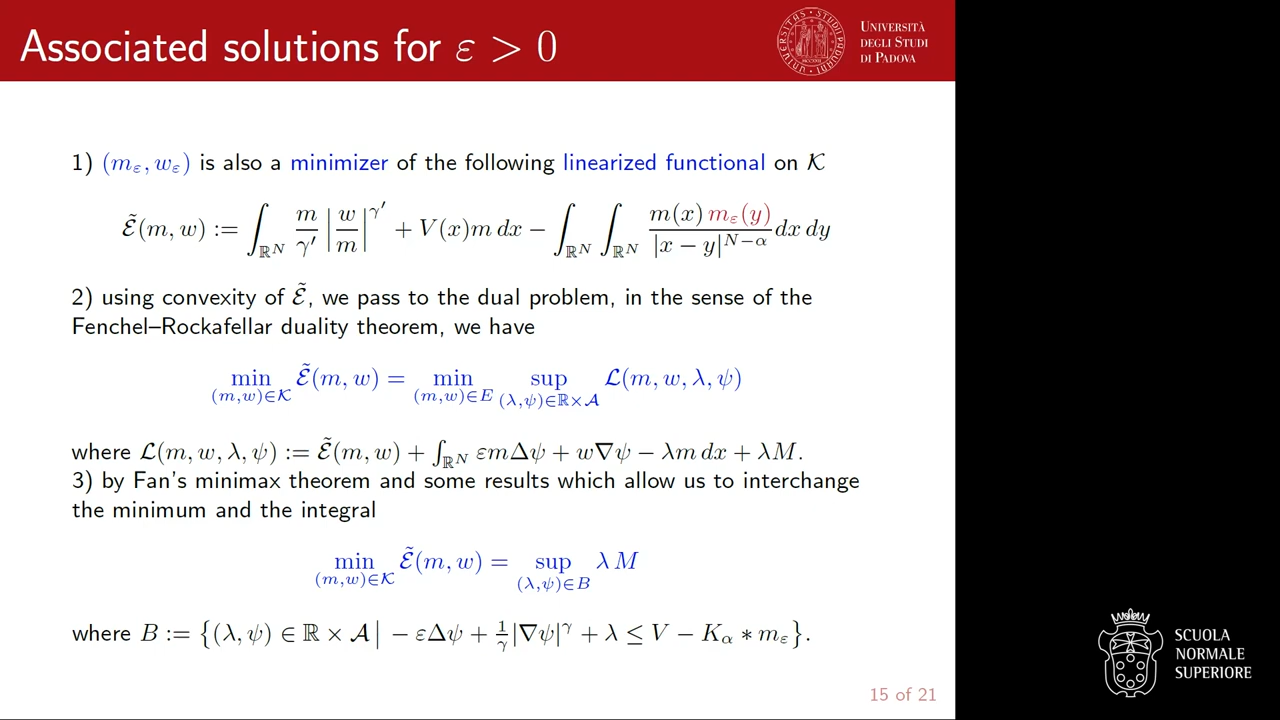 Associated solutions for ε > 0
UNIVERSITÀ
DEGLI STUDI
DI PADOVA
1) (m_ε, w_ε) is also a minimizer of the following linearized functional on 𝒦
ℰ̃(m, w) := ∫_{ℝ^N} m/γ′ |w/m|^{γ′} + V(x)m dx − ∫_{ℝ^N} ∫_{ℝ^N} m(x) m_ε(y)/|x − y|^{N−α} dx dy
2) using convexity of ℰ̃, we pass to the dual problem, in the sense of the
Fenchel–Rockafellar duality theorem, we have
min_{(m,w)∈𝒦} ℰ̃(m, w) = min_{(m,w)∈E} sup_{(λ,ψ)∈ℝ×𝒜} ℒ(m, w, λ, ψ)
where ℒ(m, w, λ, ψ) := ℰ̃(m, w) + ∫_{ℝ^N} εmΔψ + w∇ψ − λm dx + λM.
3) by Fan's minimax theorem and some results which allow us to interchange
the minimum and the integral
min_{(m,w)∈𝒦} ℰ̃(m, w) = sup_{(λ,ψ)∈B} λ M
where B := {(λ, ψ) ∈ ℝ × 𝒜 | − εΔψ + 1/γ |∇ψ|^γ + λ ≤ V − K_α ∗ m_ε}.
15 of 21
SCUOLA
NORMALE
SUPERIORE